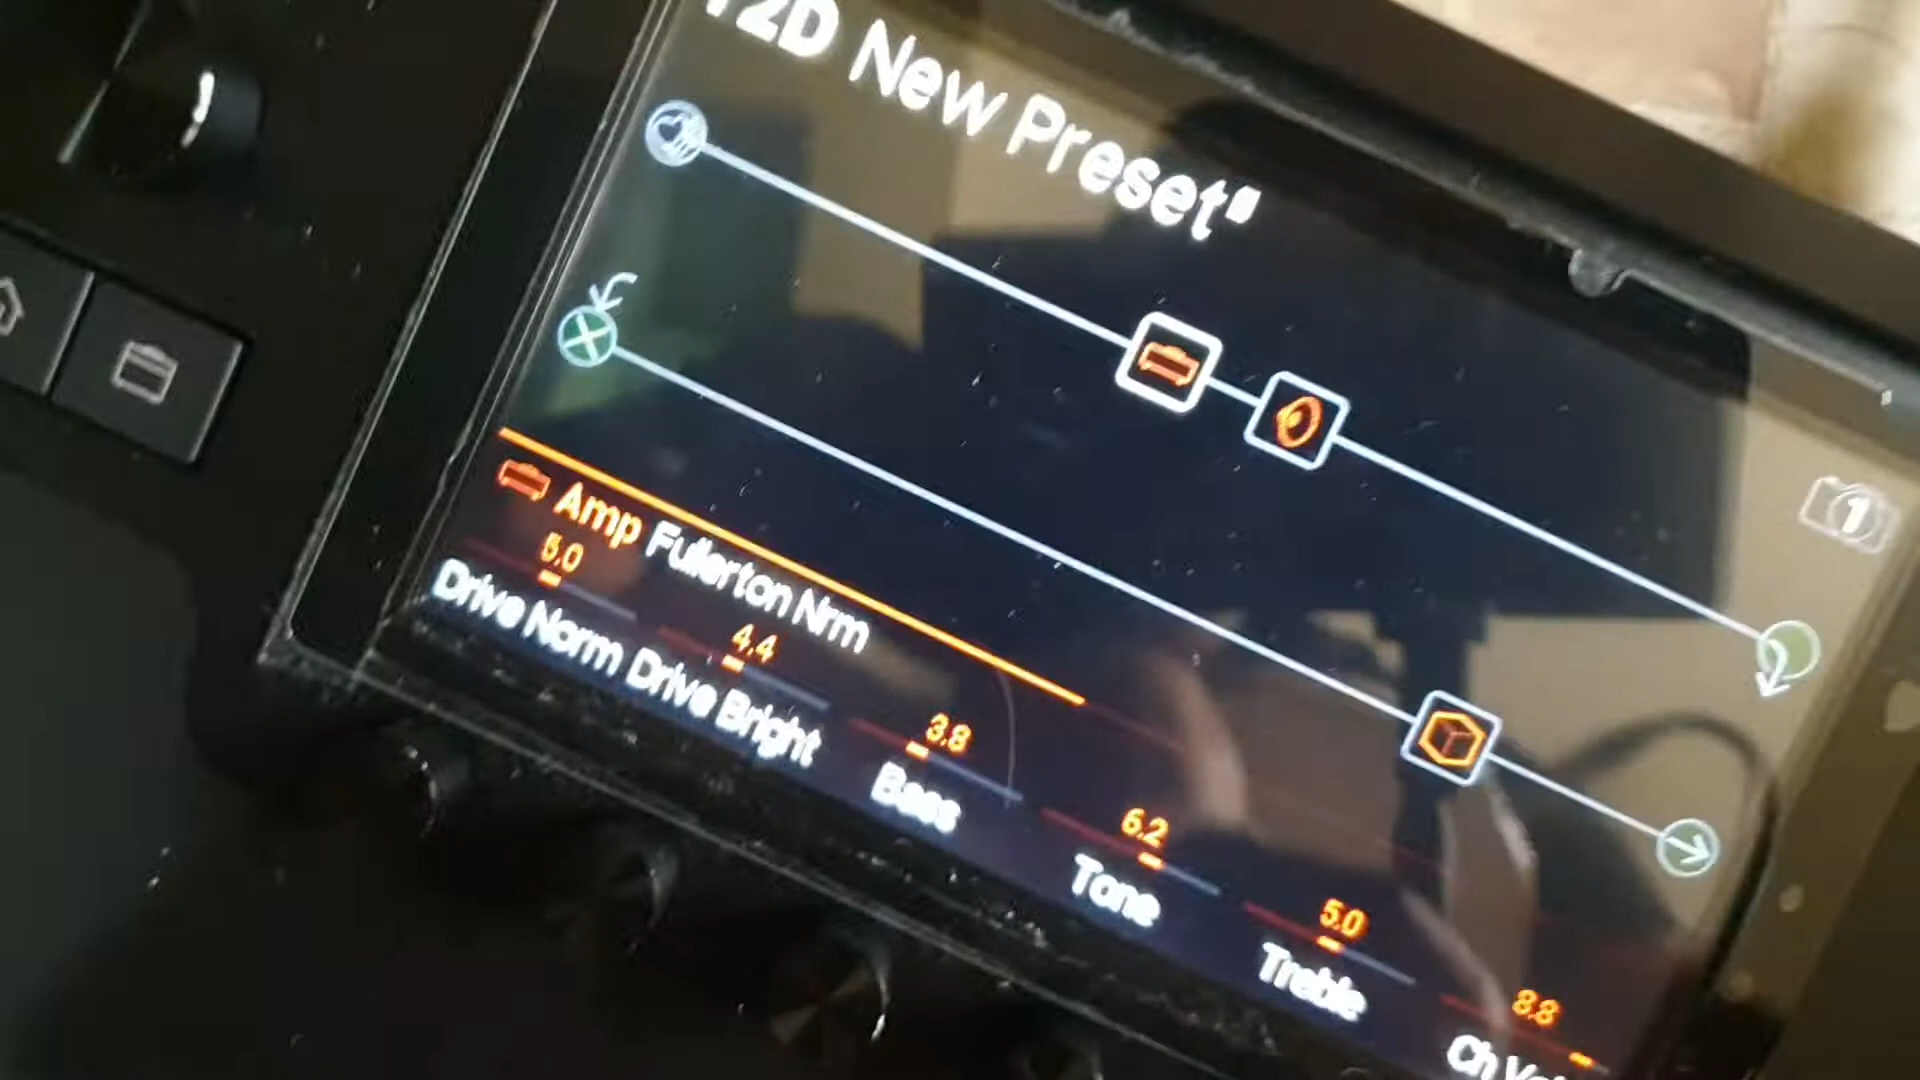 New Preset"
1
Amp Fullerton Nrm
5.0 4.4 3.8 6.2 5.0 8.8
Drive Norm Drive Bright Bass Tone Treble Ch